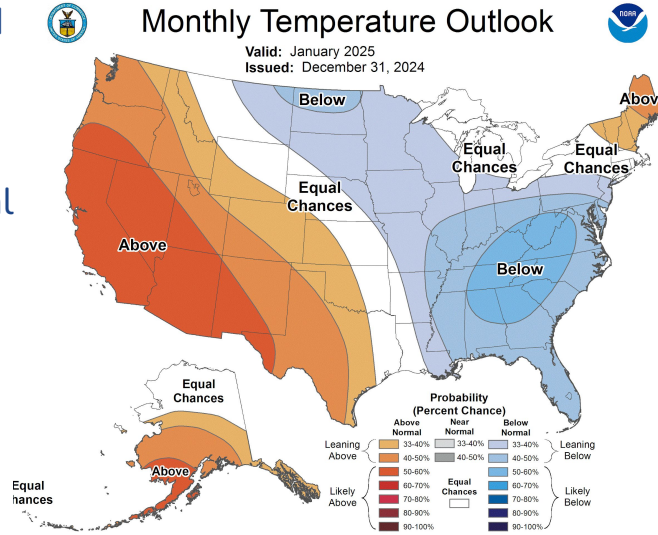 Monthly Temperature Outlook
Valid: January 2025
Issued: December 31, 2024
NOAA
al
Below
Abov
Equal
Chances
Equal
Chances
Equal
Chances
Above
Below
Equal
Chances
Above
Equal
hances
Probability
(Percent Chance)
Above
Normal
Near
Normal
Below
Normal
Leaning
Above
33-40%
40-50%
50-60%
60-70%
70-80%
80-90%
90-100%
Likely
Above
33-40%
40-50%
Equal
Chances
33-40%
40-50%
50-60%
60-70%
70-80%
80-90%
90-100%
Leaning
Below
Likely
Below